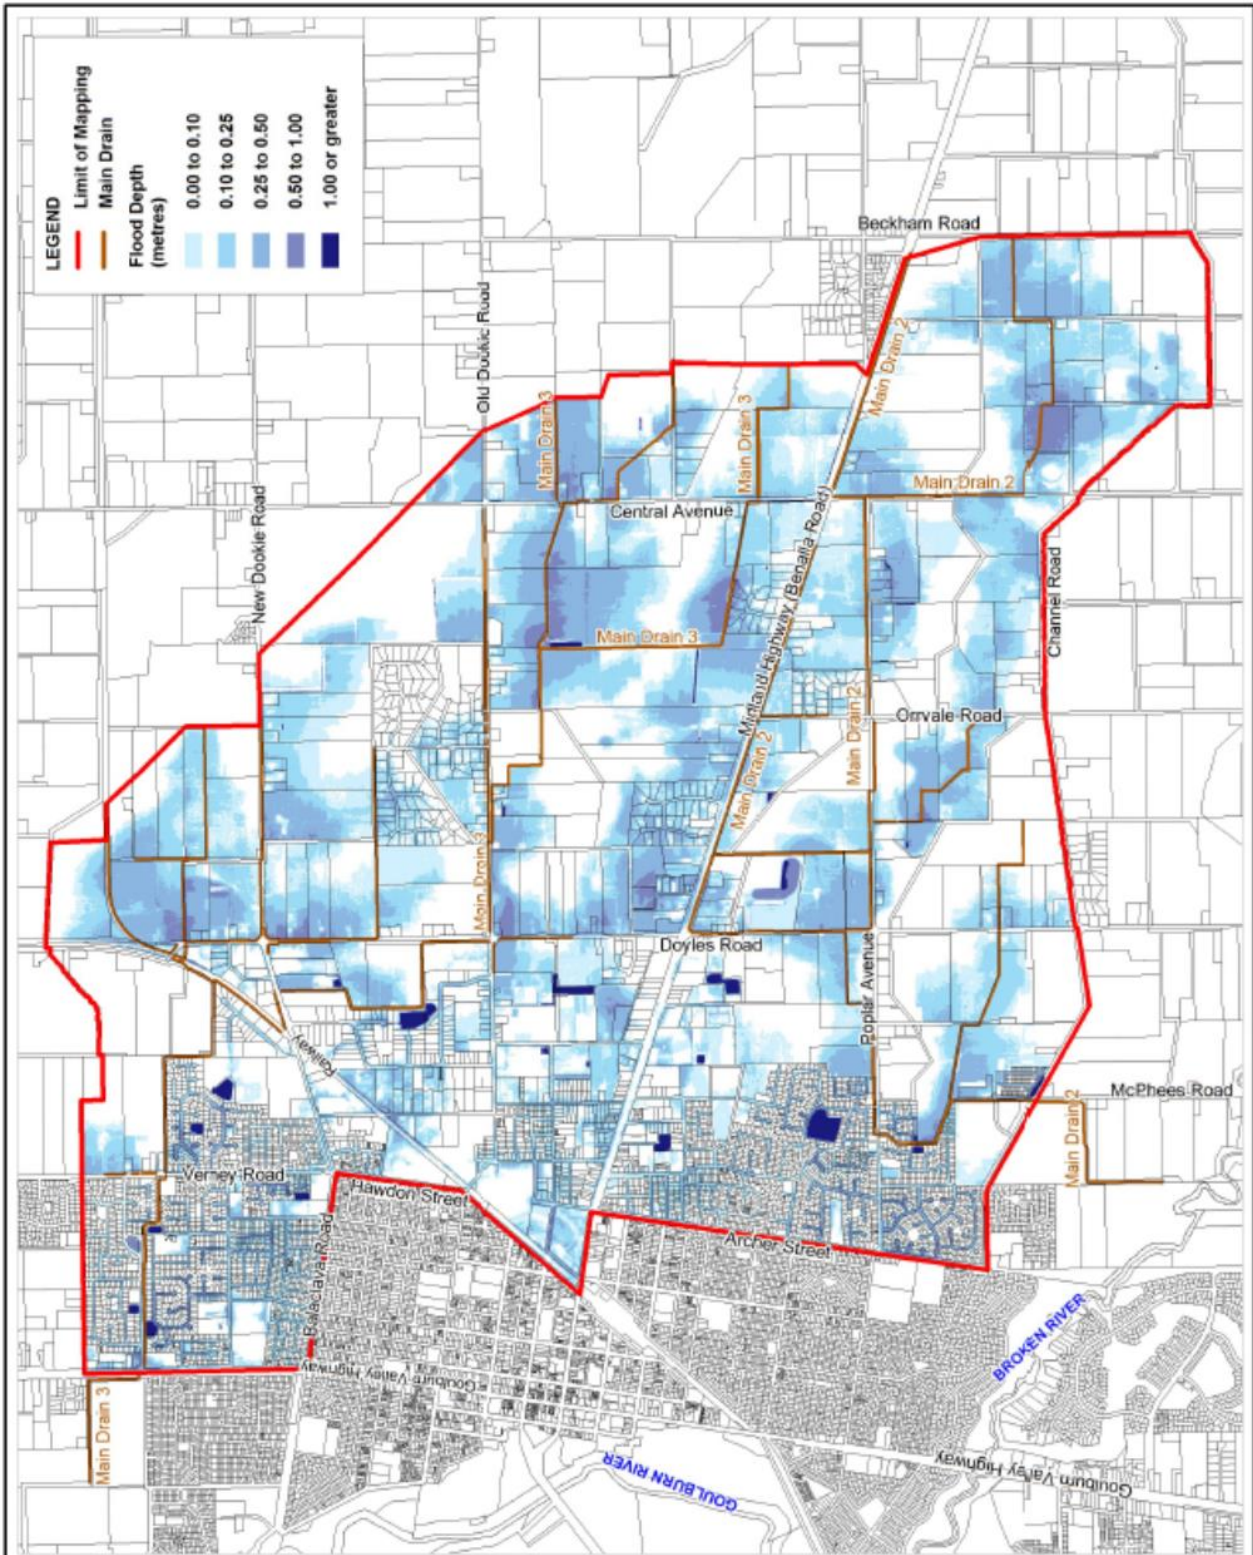 LEGEND
Limit of Mapping
Main Drain
Flood Depth
(metres)
0.00 to 0.10
0.10 to 0.25
0.25 to 0.50
0.50 to 1.00
1.00 or greater
Beckham Road
Old Dookie Road
New Dookie Road
Main Drain 3
Main Drain 3
Main Drain 2
Main Drain 2
Central Avenue
Midland Highway (Benalla Road)
Channel Road
Main Drain 3
Orrvale Road
Main Drain 2
Main Drain 2
Main Drain 3
Doyles Road
Poplar Avenue
Railway
McPhees Road
Main Drain 2
Verney Road
Hawdon Street
Balaclava Road
Archer Street
Goulburn Valley Highway
BROKEN RIVER
Main Drain 3
GOULBURN RIVER
Goulburn Valley Highway